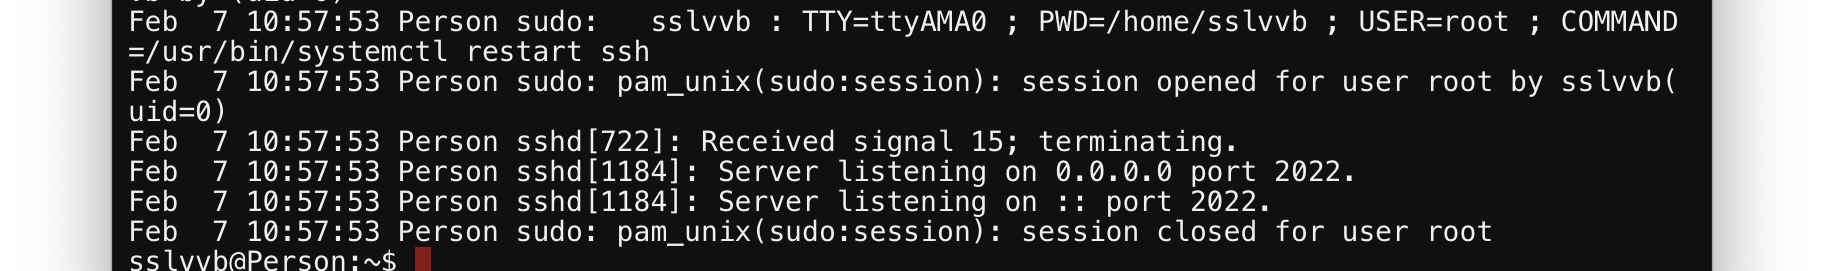 Feb  7 10:57:53 Person sudo:   sslvvb : TTY=ttyAMA0 ; PWD=/home/sslvvb ; USER=root ; COMMAND
=/usr/bin/systemctl restart ssh
Feb  7 10:57:53 Person sudo: pam_unix(sudo:session): session opened for user root by sslvvb(
uid=0)
Feb  7 10:57:53 Person sshd[722]: Received signal 15; terminating.
Feb  7 10:57:53 Person sshd[1184]: Server listening on 0.0.0.0 port 2022.
Feb  7 10:57:53 Person sshd[1184]: Server listening on :: port 2022.
Feb  7 10:57:53 Person sudo: pam_unix(sudo:session): session closed for user root
sslvvb@Person:~$